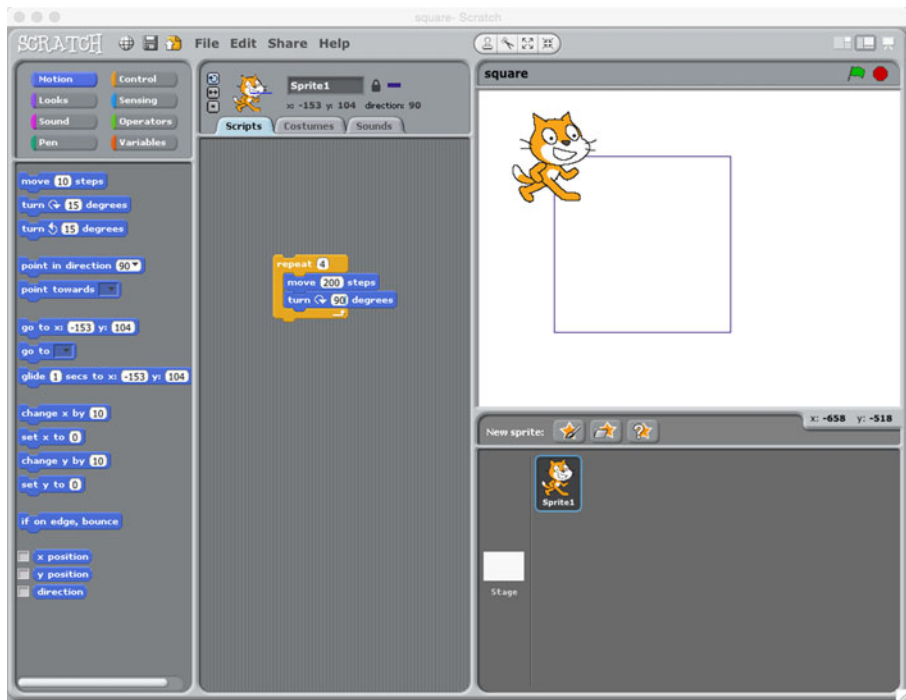 square- Scratch
SCRATCH File Edit Share Help
Motion Control
Looks Sensing
Sound Operators
Pen Variables
move 10 steps
turn 15 degrees
turn 15 degrees
point in direction 90
point towards
go to x: -153 y: 104
go to
glide 1 secs to x: -153 y: 104
change x by 10
set x to 0
change y by 10
set y to 0
if on edge, bounce
x position
y position
direction
Sprite1
x: -153 y: 104 direction: 90
Scripts Costumes Sounds
repeat 4
move 200 steps
turn 90 degrees
square
x: -658 y: -518
New sprite:
Sprite1
Stage